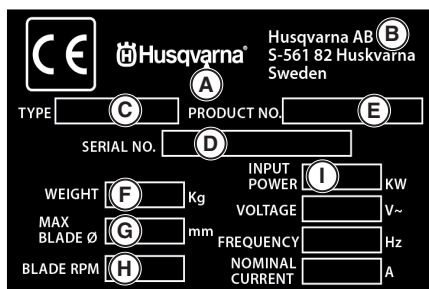 CE
Husqvarna®
A
Husqvarna AB B
S-561 82 Huskvarna
Sweden
TYPE C PRODUCT NO. E
SERIAL NO. D
WEIGHT F Kg
MAX
BLADE Ø G mm
BLADE RPM H
INPUT
POWER I KW
VOLTAGE V~
FREQUENCY Hz
NOMINAL
CURRENT A